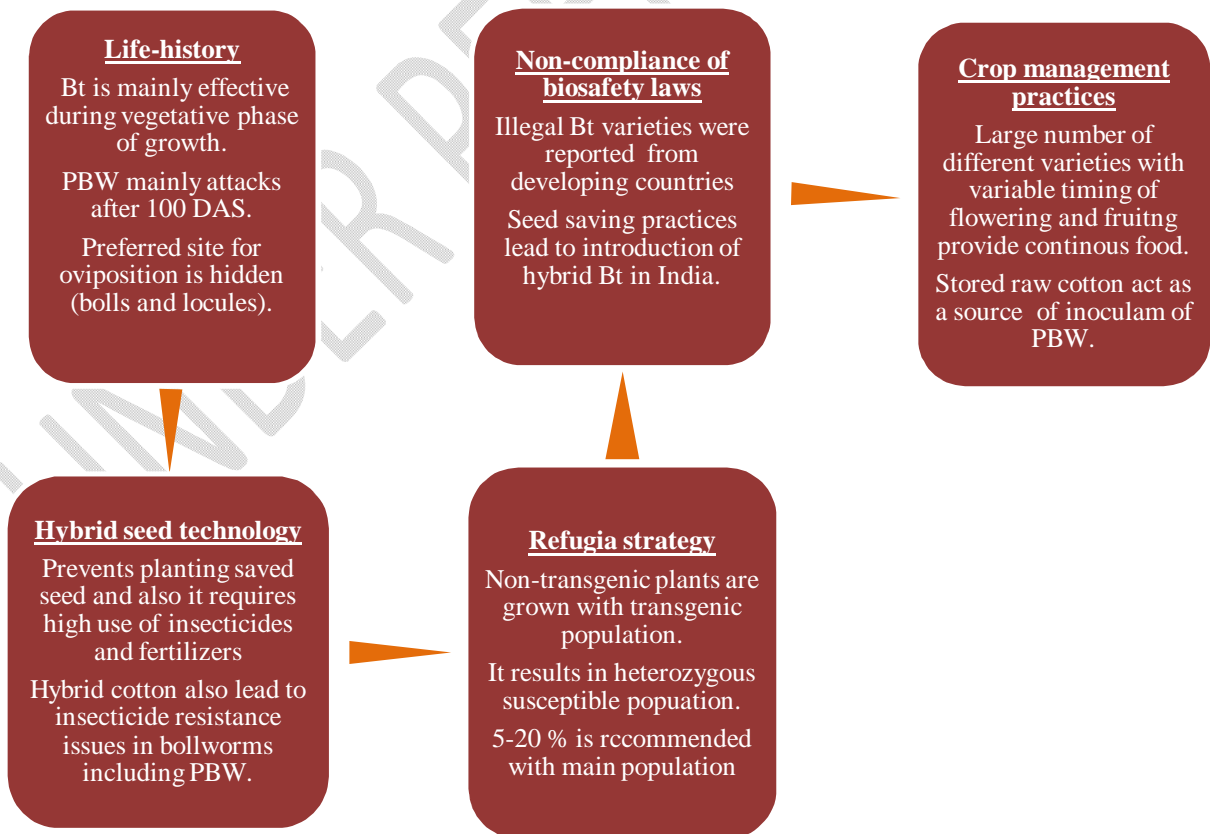 Life-history
Bt is mainly effective
during vegetative phase
of growth.
PBW mainly attacks
after 100 DAS.
Preferred site for
oviposition is hidden
(bolls and locules).
Hybrid seed technology
Prevents planting saved
seed and also it requires
high use of insecticides
and fertilizers
Hybrid cotton also lead to
insecticide resistance
issues in bollworms
including PBW.
Refugia strategy
Non-transgenic plants are
grown with transgenic
population.
It results in heterozygous
susceptible popuation.
5-20 % is rccommended
with main population
Non-compliance of
biosafety laws
Illegal Bt varieties were
reported from
developing countries
Seed saving practices
lead to introduction of
hybrid Bt in India.
Crop management
practices
Large number of
different varieties with
variable timing of
flowering and fruitng
provide continous food.
Stored raw cotton act as
a source of inoculam of
PBW.
UNDER